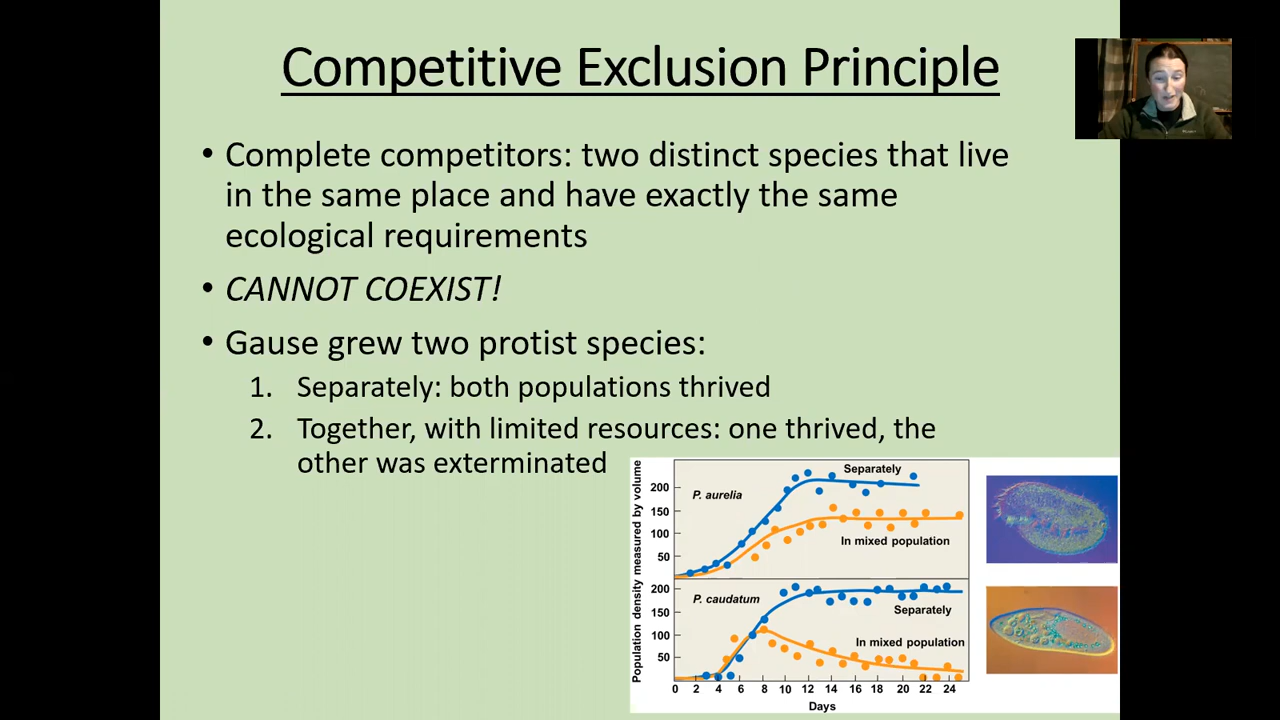 Competitive Exclusion Principle
• Complete competitors: two distinct species that live
in the same place and have exactly the same
ecological requirements
• CANNOT COEXIST!
• Gause grew two protist species:
1. Separately: both populations thrived
2. Together, with limited resources: one thrived, the
other was exterminated
Population density measured by volume
Separately
P. aurelia
200
150
100
50
In mixed population
200
150
100
50
P. caudatum
Separately
In mixed population
0 2 4 6 8 10 12 14 16 18 20 22 24
Days